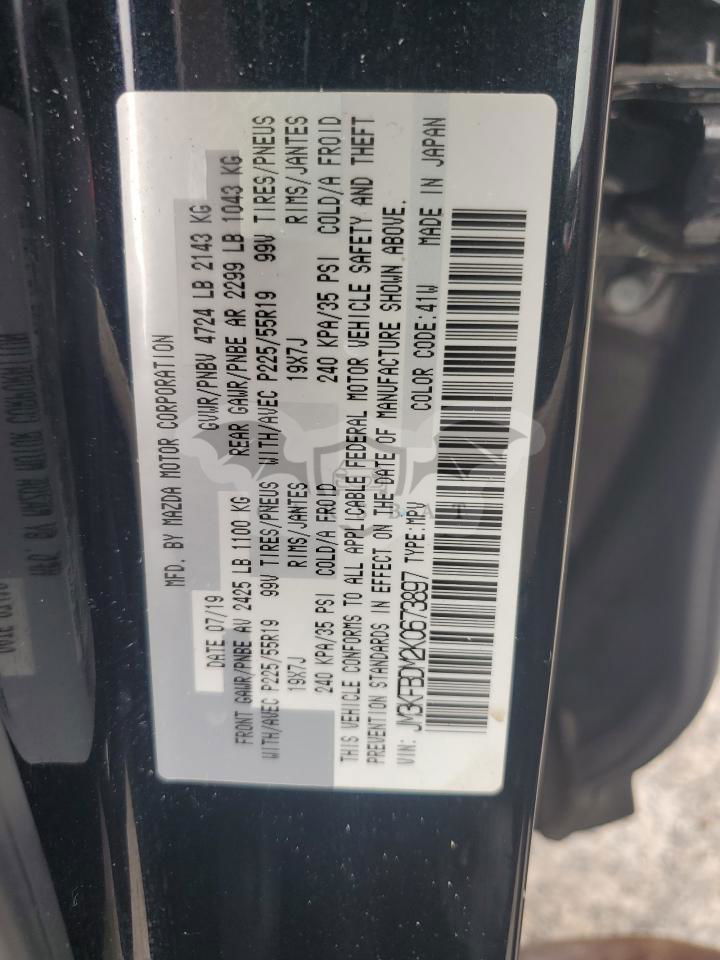 MFD. BY MAZDA MOTOR CORPORATION
DATE 07/19 GVWR/PNBV 4724 LB 2143 KG
FRONT GAWR/PNBE AV 2425 LB 1100 KG REAR GAWR/PNBE AR 2299 LB 1043 KG
WITH/AVEC P225/55R19 99V TIRES/PNEUS WITH/AVEC P225/55R19 99V TIRES/PNEUS
19X7J RIMS/JANTES 19X7J RIMS/JANTES
240 KPA/35 PSI COLD/A FROID 240 KPA/35 PSI COLD/A FROID
THIS VEHICLE CONFORMS TO ALL APPLICABLE FEDERAL MOTOR VEHICLE SAFETY AND THEFT
PREVENTION STANDARDS IN EFFECT ON THE DATE OF MANUFACTURE SHOWN ABOVE.
VIN: JM3KFBDM2K0673897 TYPE:MPV COLOR CODE:41W MADE IN JAPAN